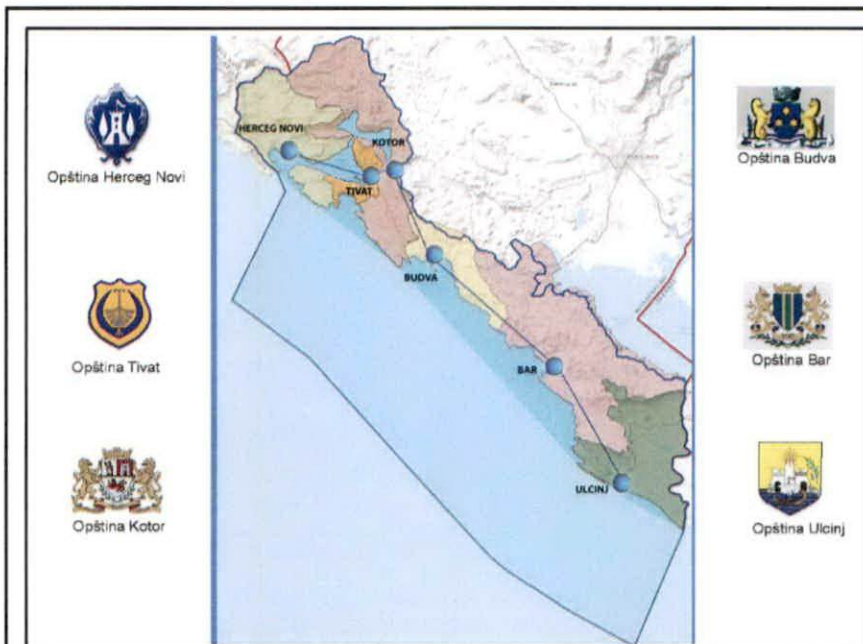 Opština Herceg Novi
Opština Tivat
Opština Kotor
HERCEG NOVI
KOTOR
TIVAT
BUDVA
BAR
ULCINJ
Opština Budva
Opština Bar
Opština Ulcinj